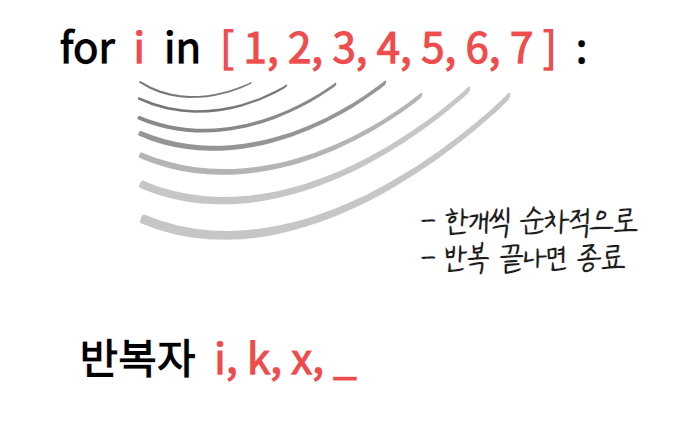 for i in [ 1, 2, 3, 4, 5, 6, 7 ] :
- 한개씩 순차적으로
- 반복 끝나면 종료
반복자 i, k, x, _